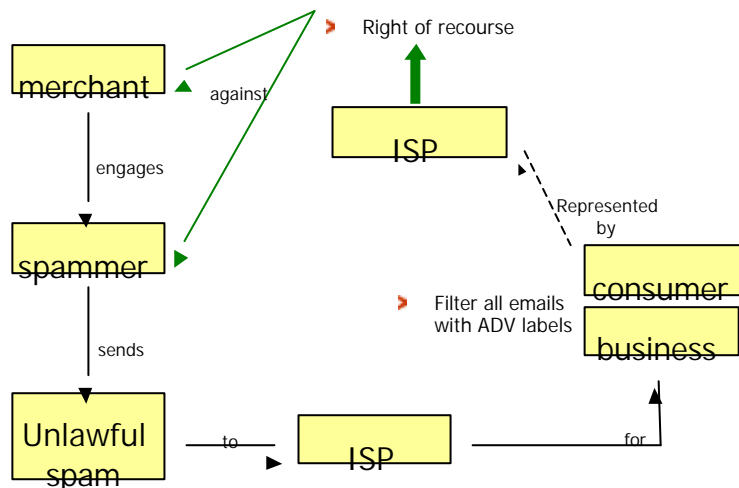 Right of recourse
merchant
against
ISP
engages
Represented
by
spammer
consumer
Filter all emails
with ADV labels
business
sends
Unlawful
spam
to
ISP
for